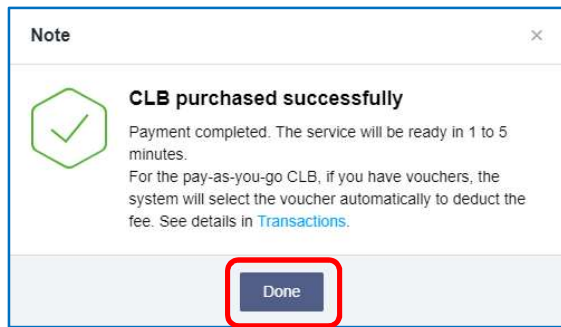 Note
×
CLB purchased successfully
Payment completed. The service will be ready in 1 to 5
minutes.
For the pay-as-you-go CLB, if you have vouchers, the
system will select the voucher automatically to deduct the
fee. See details in Transactions.
Done